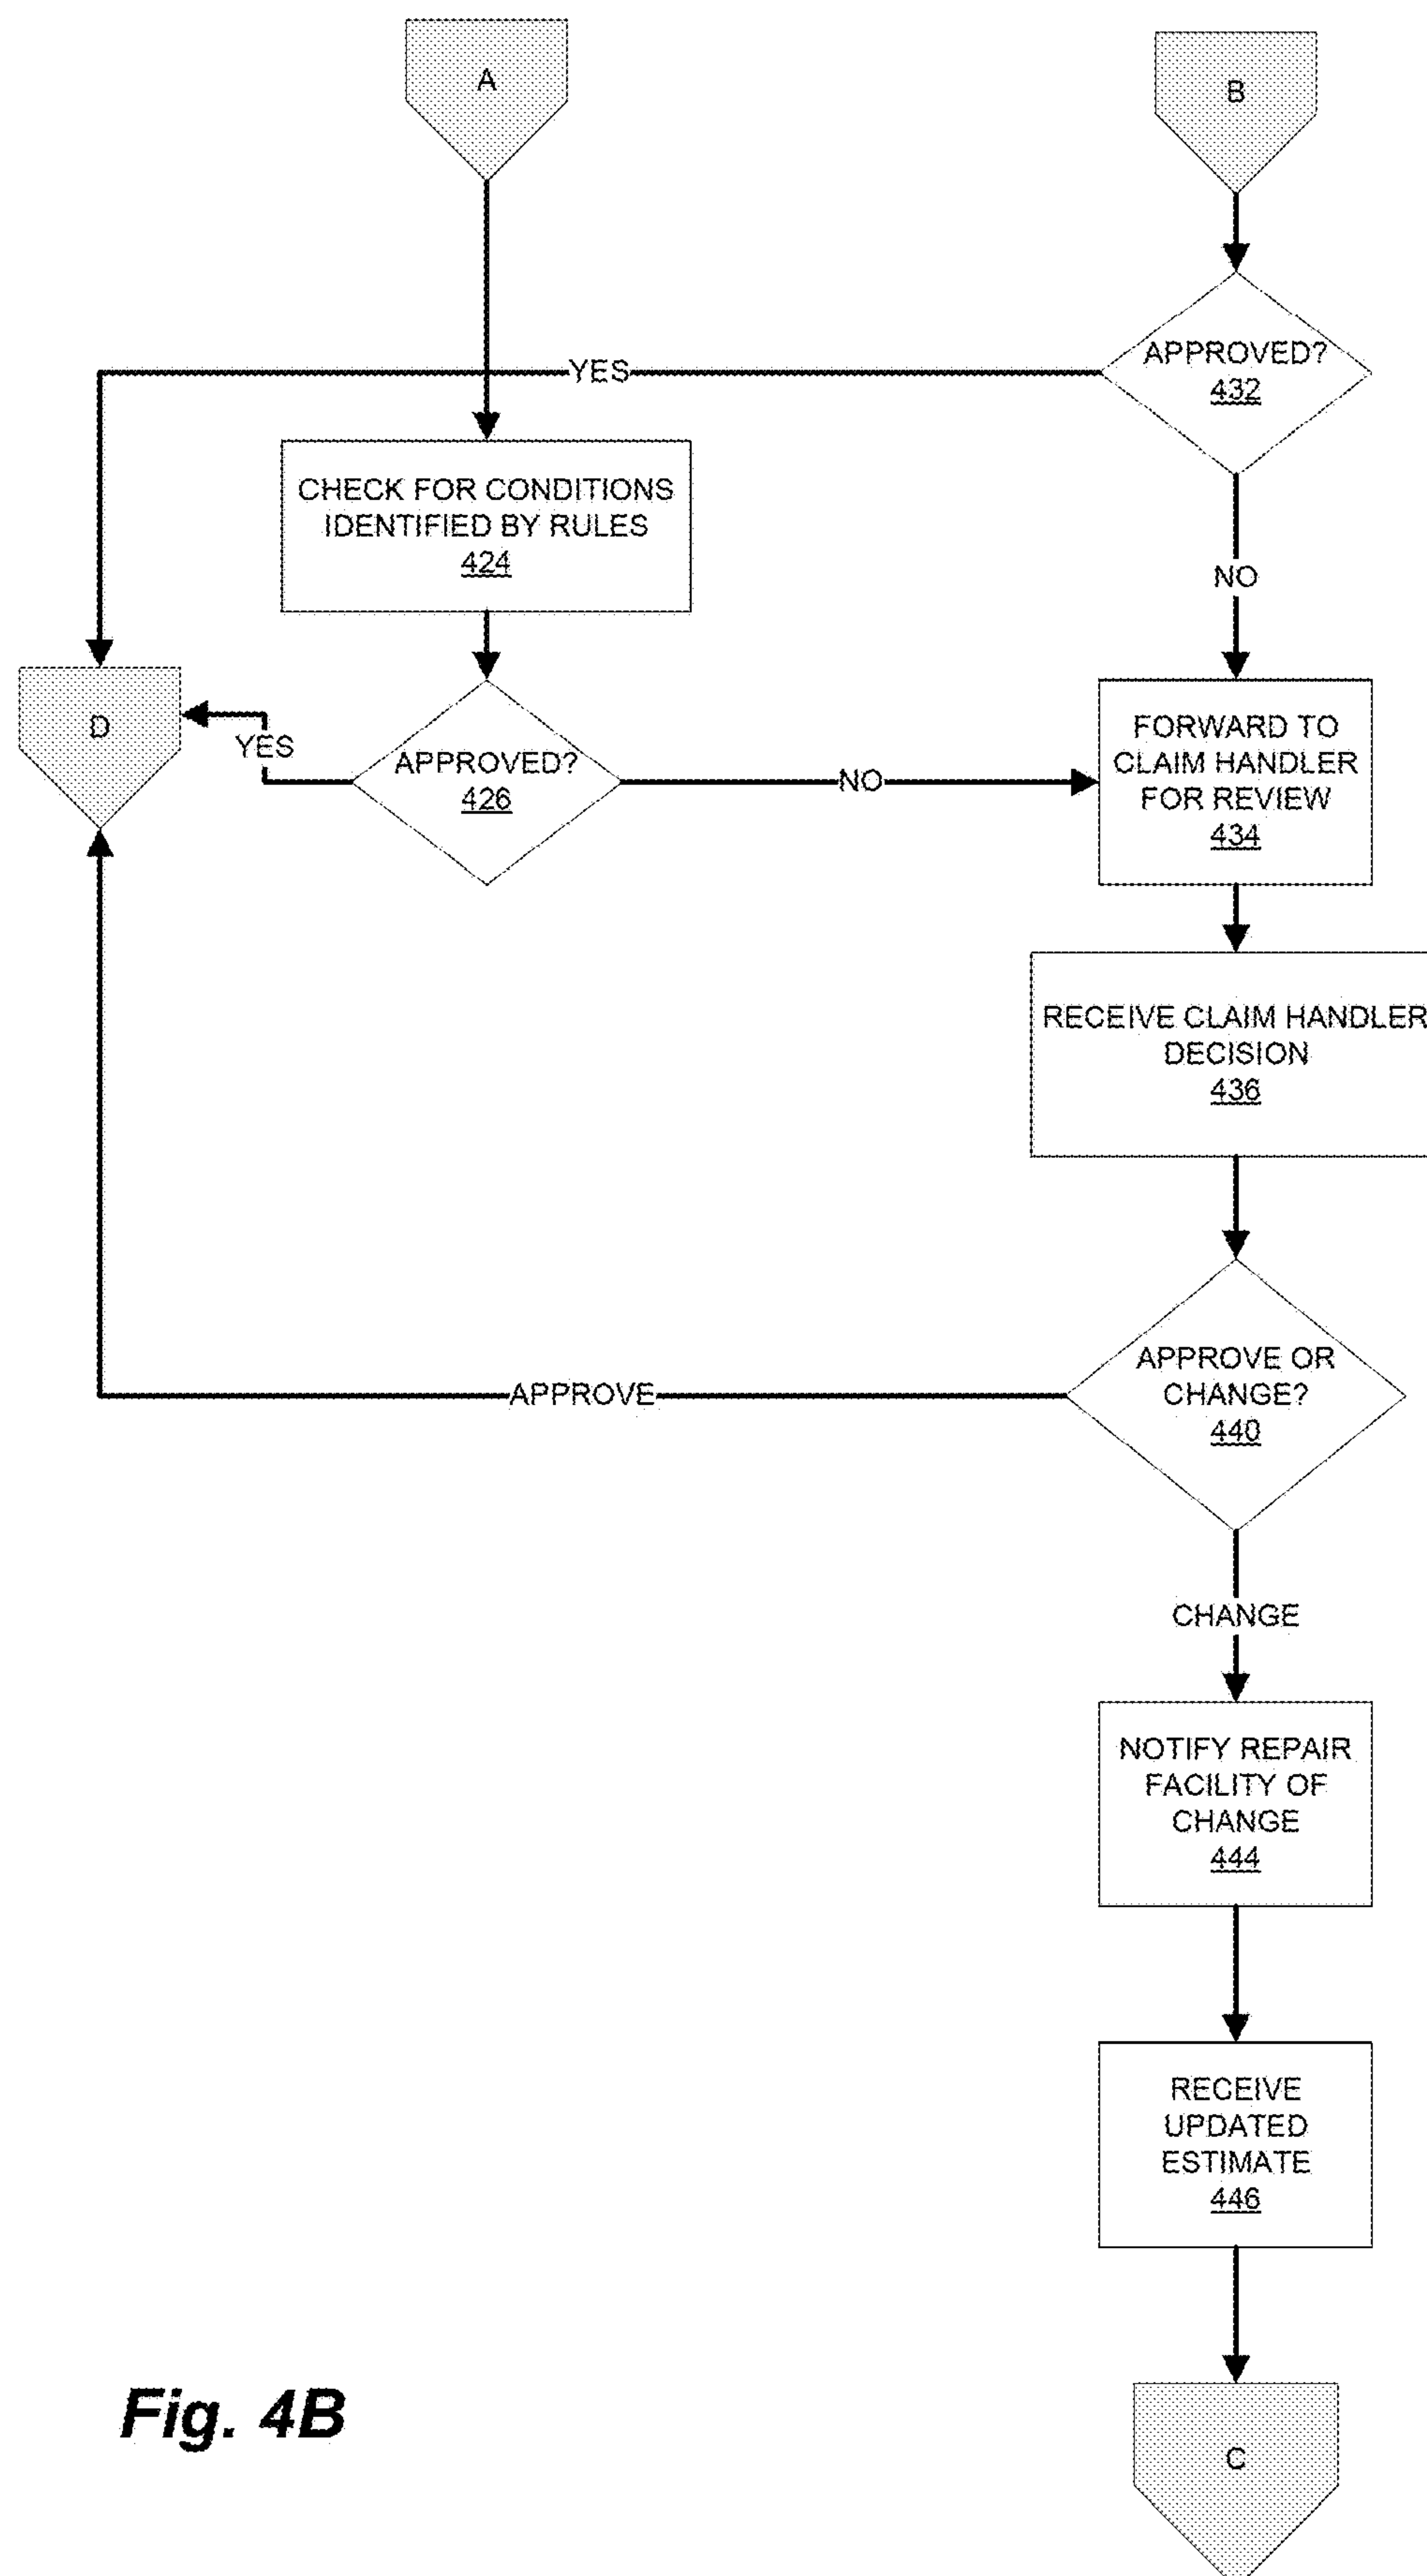 A
B
APPROVED?
432
YES
CHECK FOR CONDITIONS
IDENTIFIED BY RULES
424
NO
D
YES
APPROVED?
426
NO
FORWARD TO
CLAIM HANDLER
FOR REVIEW
434
RECEIVE CLAIM HANDLER
DECISION
436
APPROVE OR
CHANGE?
440
APPROVE
CHANGE
NOTIFY REPAIR
FACILITY OF
CHANGE
444
RECEIVE
UPDATED
ESTIMATE
446
C
Fig. 4B